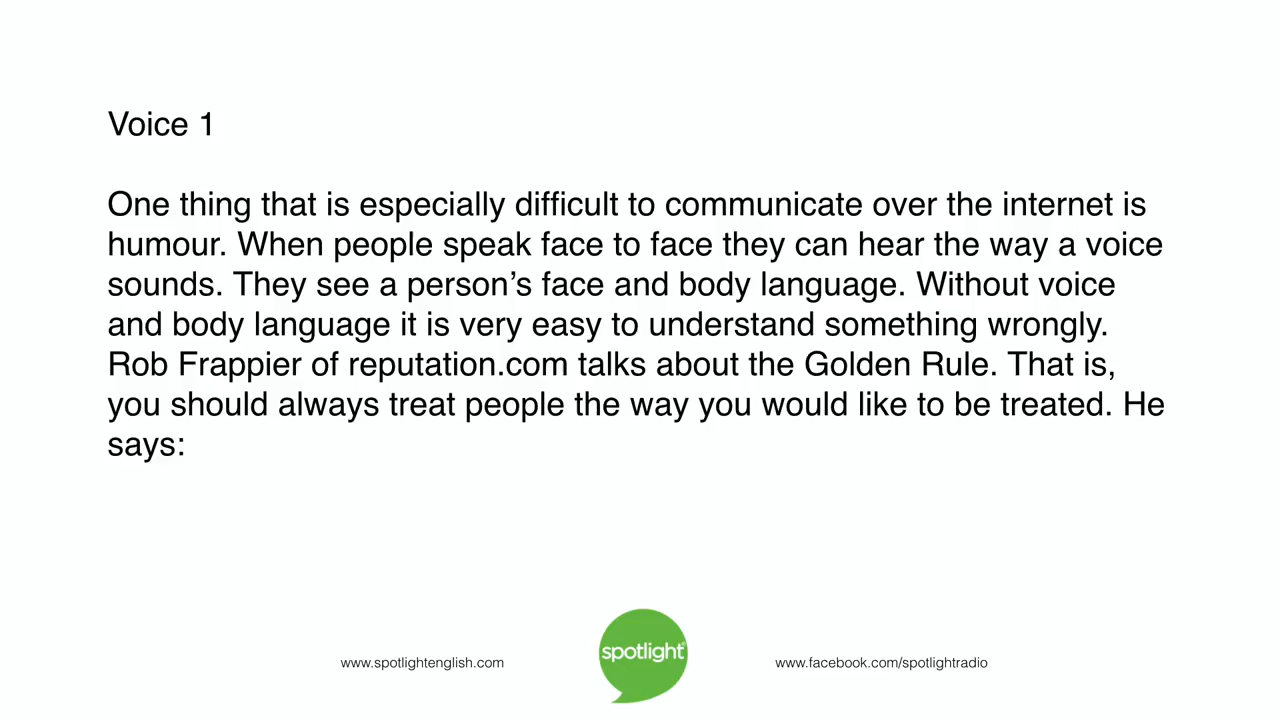 Voice 1
One thing that is especially difficult to communicate over the internet is
humour. When people speak face to face they can hear the way a voice
sounds. They see a person’s face and body language. Without voice
and body language it is very easy to understand something wrongly.
Rob Frappier of reputation.com talks about the Golden Rule. That is,
you should always treat people the way you would like to be treated. He
says:
www.spotlightenglish.com
spotlight
www.facebook.com/spotlightradio